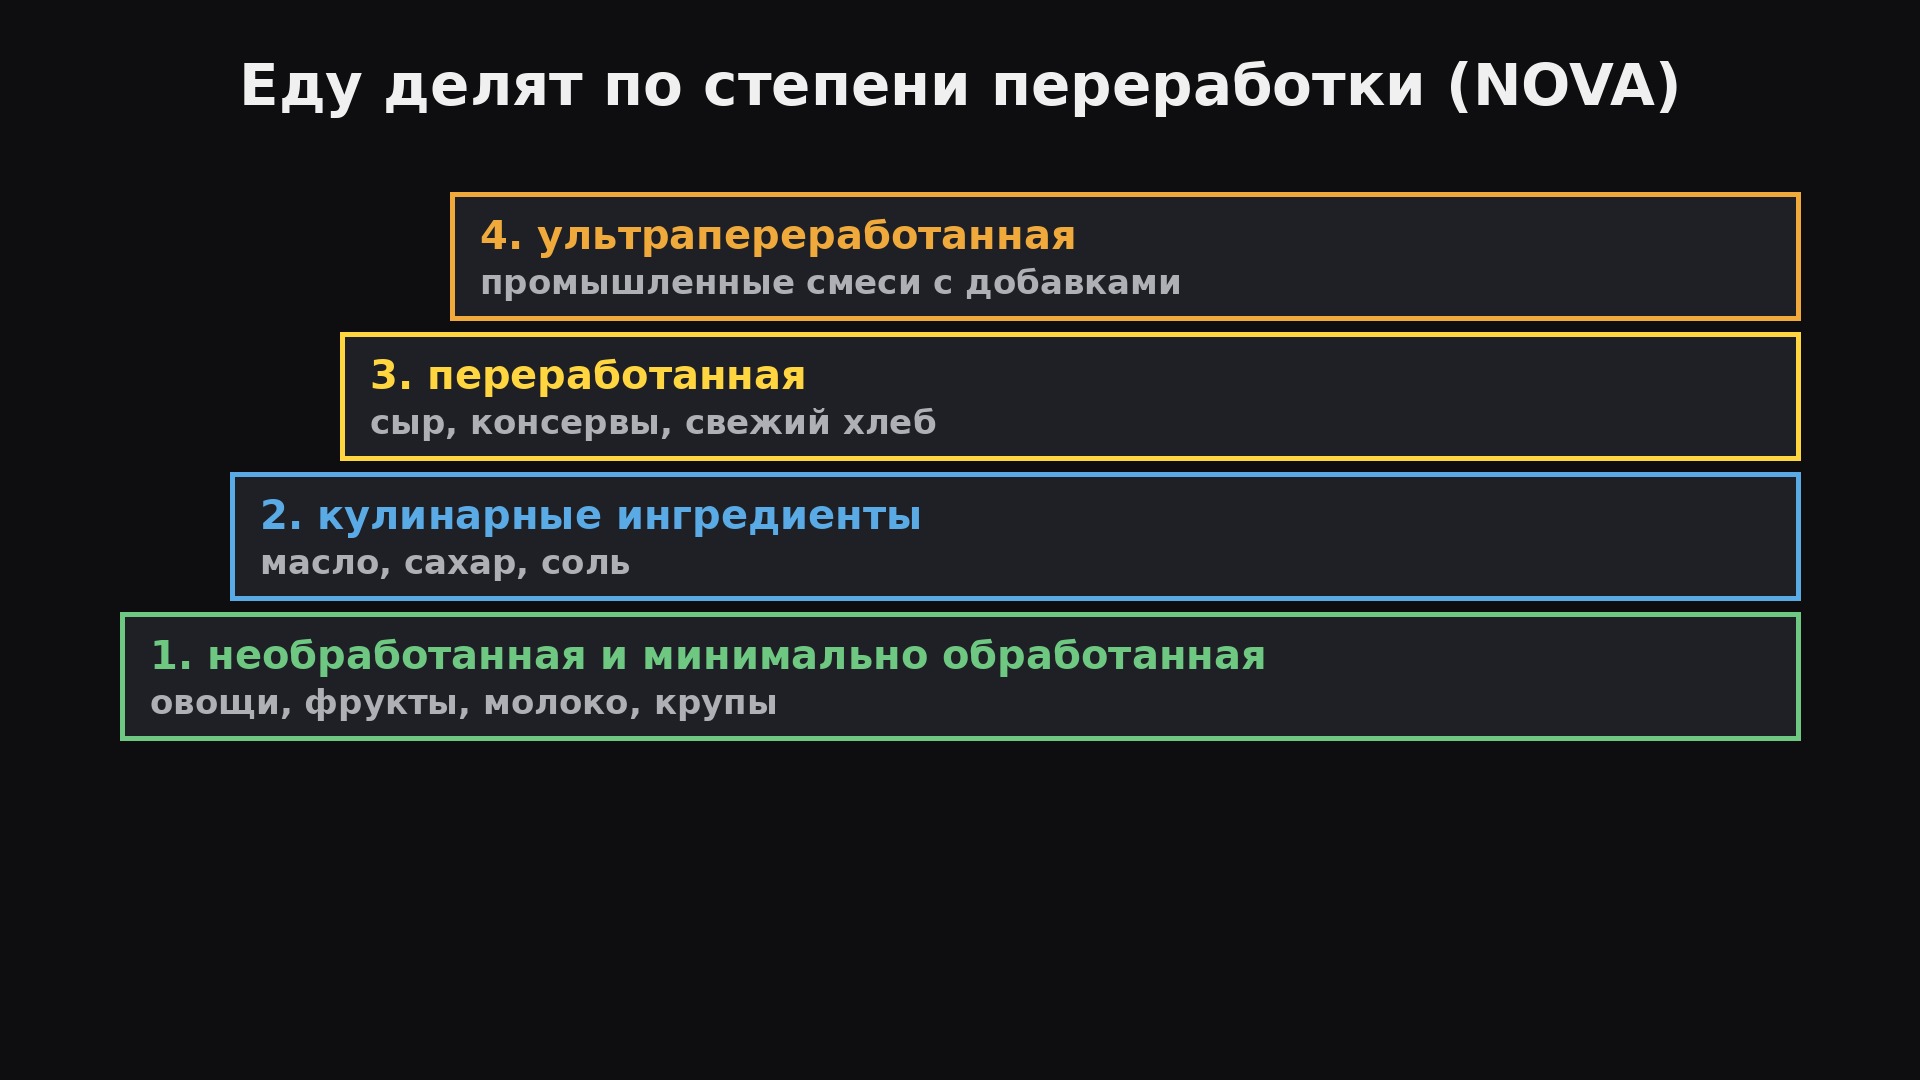 Еду делят по степени переработки (NOVA)
4. ультрапереработанная
промышленные смеси с добавками
3. переработанная
сыр, консервы, свежий хлеб
2. кулинарные ингредиенты
масло, сахар, соль
1. необработанная и минимально обработанная
овощи, фрукты, молоко, крупы